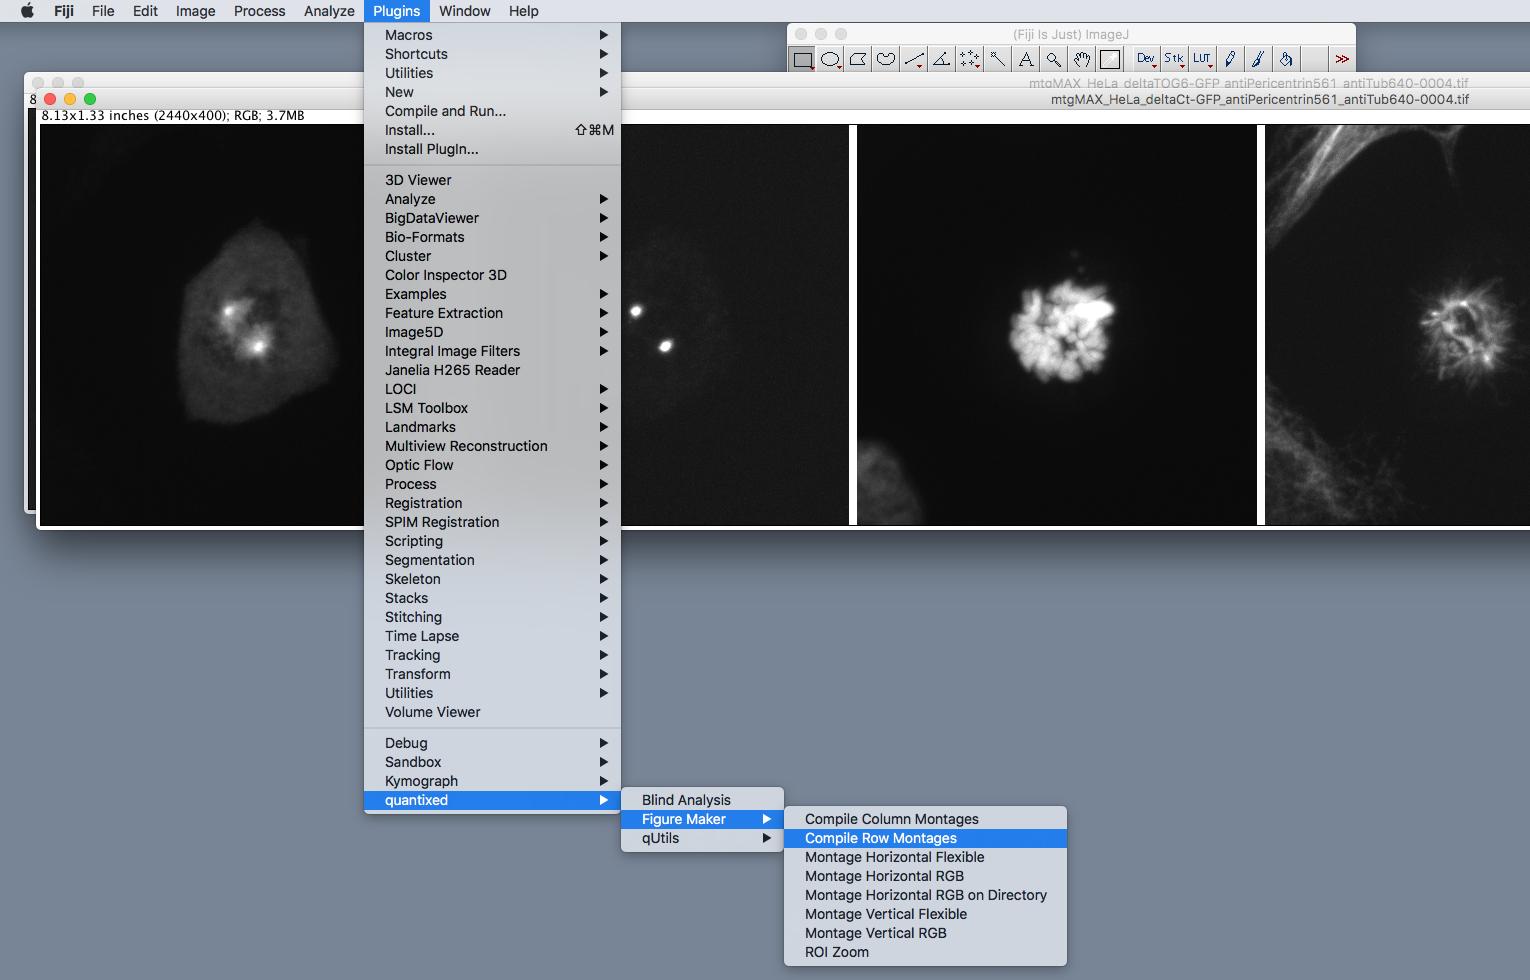 Fiji File Edit Image Process Analyze Plugins Window Help
(Fiji Is Just) ImageJ
Dev Stk LUT >>
mtgMAX_HeLa_deltaTOG6-GFP_antiPericentrin561_antiTub640-0004.tif
8
mtgMAX_HeLa_deltaCt-GFP_antiPericentrin561_antiTub640-0004.tif
8.13x1.33 inches (2440x400); RGB; 3.7MB
Macros
Shortcuts
Utilities
New
Compile and Run...
Install... ⇧⌘M
Install PlugIn...
3D Viewer
Analyze
BigDataViewer
Bio-Formats
Cluster
Color Inspector 3D
Examples
Feature Extraction
Image5D
Integral Image Filters
Janelia H265 Reader
LOCI
LSM Toolbox
Landmarks
Multiview Reconstruction
Optic Flow
Process
Registration
SPIM Registration
Scripting
Segmentation
Skeleton
Stacks
Stitching
Time Lapse
Tracking
Transform
Utilities
Volume Viewer
Debug
Sandbox
Kymograph
quantixed
Blind Analysis
Figure Maker
qUtils
Compile Column Montages
Compile Row Montages
Montage Horizontal Flexible
Montage Horizontal RGB
Montage Horizontal RGB on Directory
Montage Vertical Flexible
Montage Vertical RGB
ROI Zoom